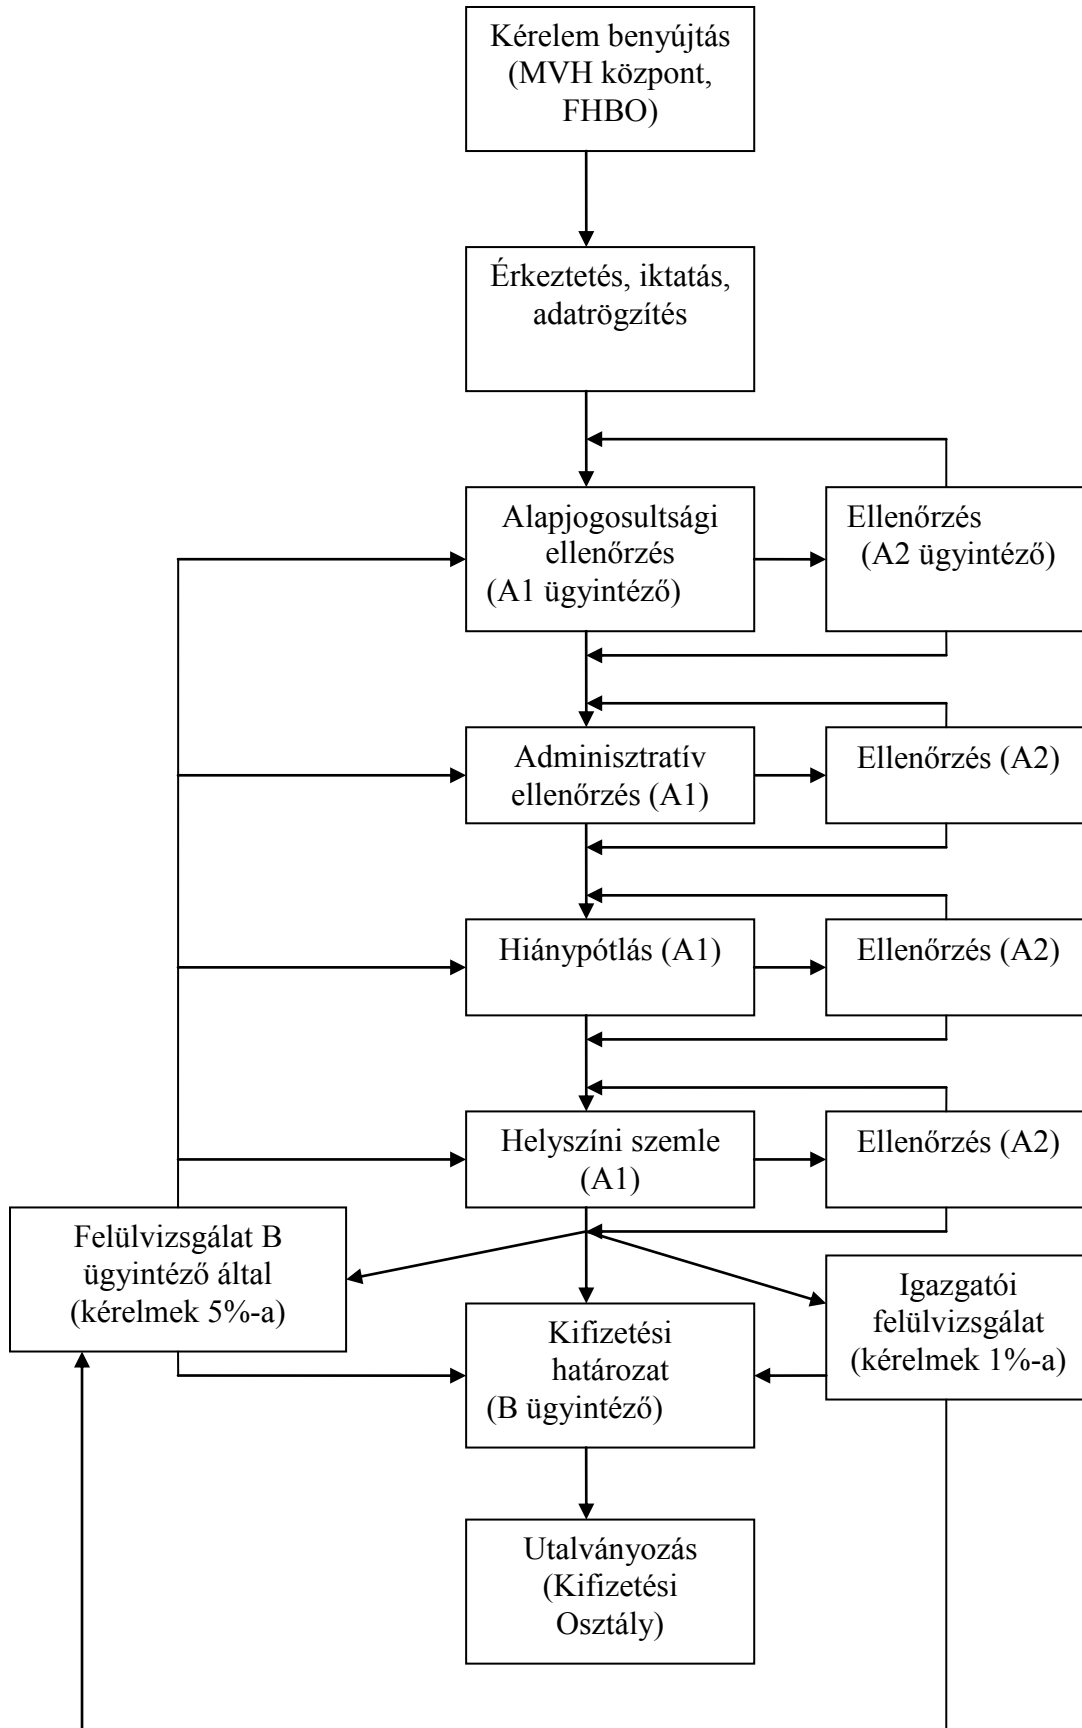 Kérelem benyújtás
(MVH központ,
FHBO)
Érkeztetés, iktatás,
adatrögzítés
Alapjogosultsági
ellenőrzés
(A1 ügyintéző)
Ellenőrzés
(A2 ügyintéző)
Adminisztratív
ellenőrzés (A1)
Ellenőrzés (A2)
Hiánypótlás (A1)
Ellenőrzés (A2)
Helyszíni szemle
(A1)
Ellenőrzés (A2)
Felülvizsgálat B
ügyintéző által
(kérelmek 5%-a)
Igazgatói
felülvizsgálat
(kérelmek 1%-a)
Kifizetési
határozat
(B ügyintéző)
Utalványozás
(Kifizetési
Osztály)